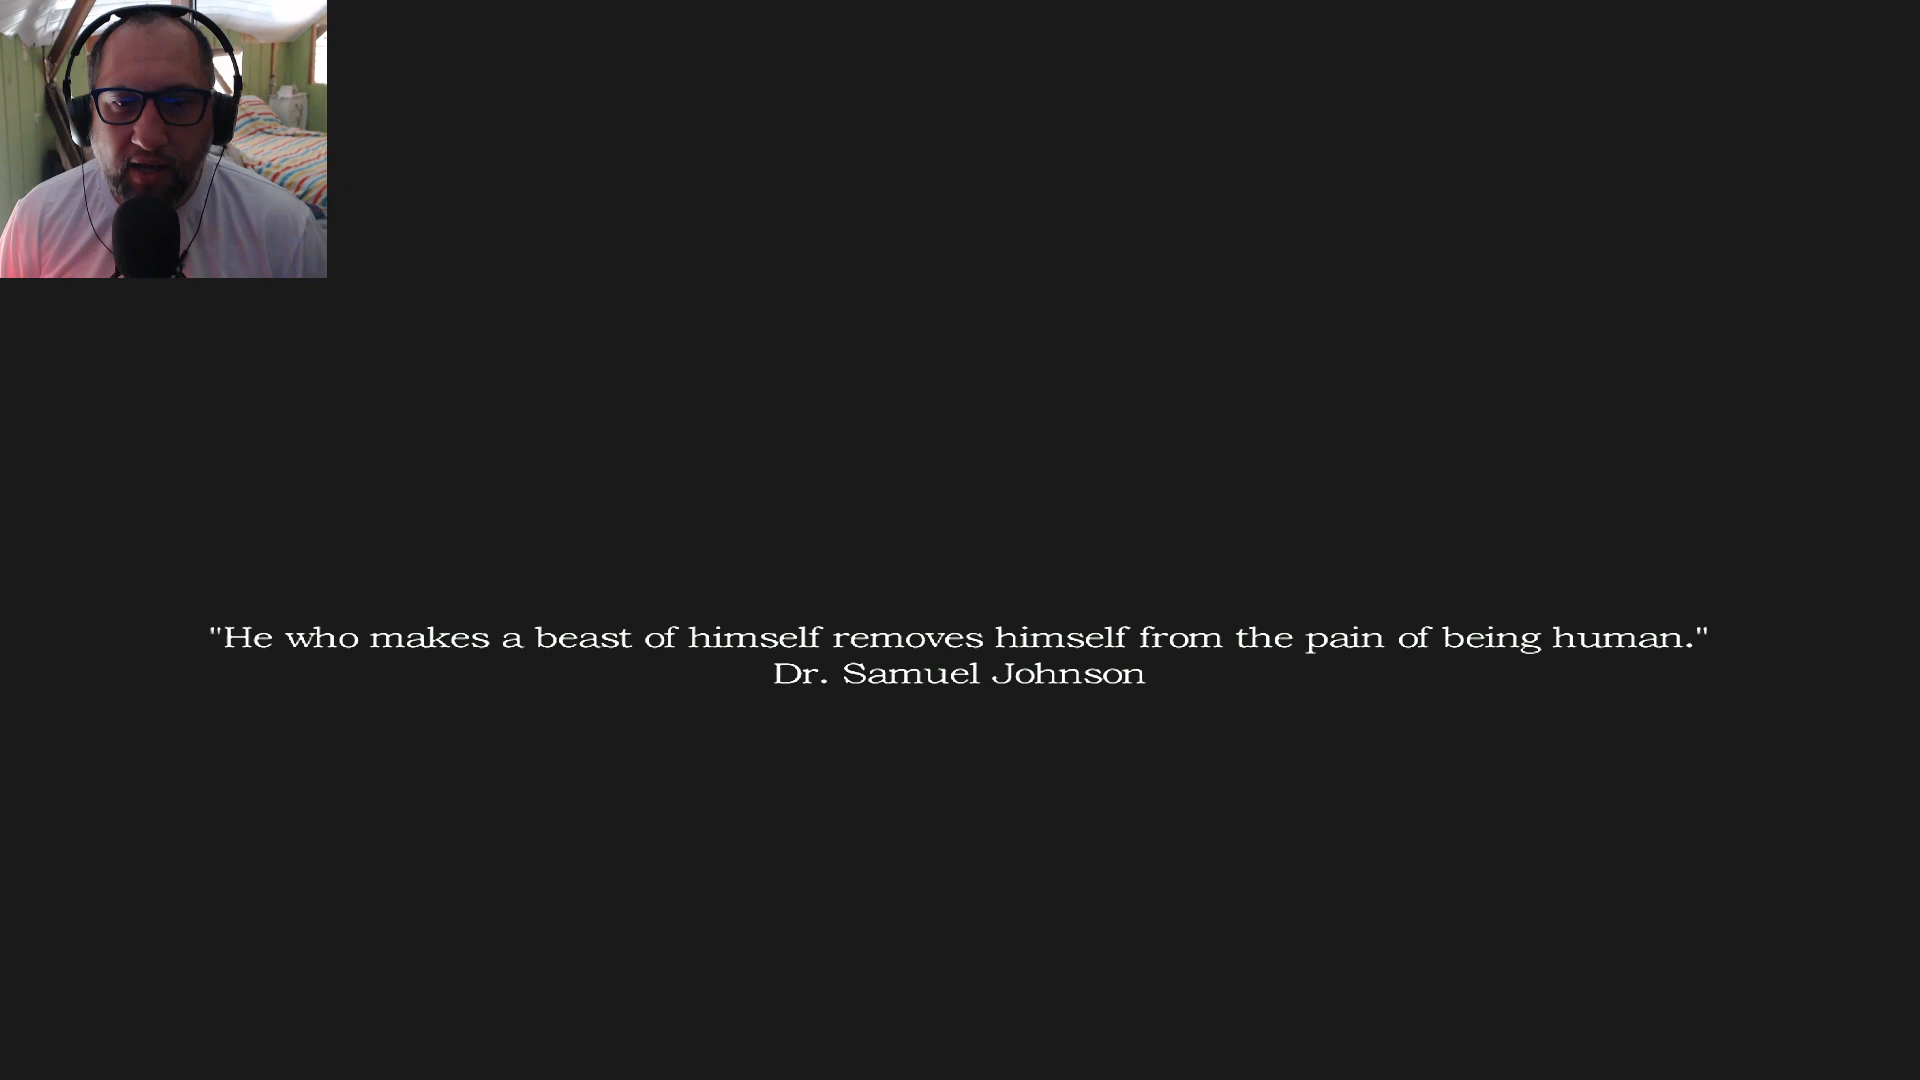 "He who makes a beast of himself removes himself from the pain of being human."
Dr. Samuel Johnson